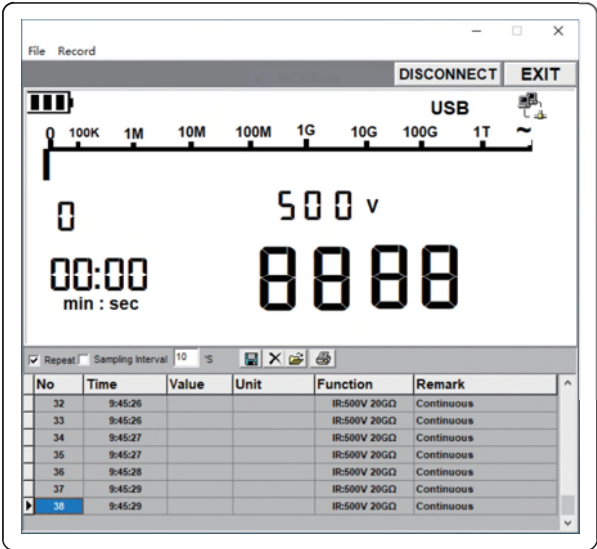 File Record
DISCONNECT EXIT
USB
0 100K 1M 10M 100M 1G 10G 100G 1T ~
0
500 V
00:00
min : sec
8888
Repeat Sampling Interval 10 'S
No Time Value Unit Function Remark
32 9:45:26 IR:500V 20GΩ Continuous
33 9:45:26 IR:500V 20GΩ Continuous
34 9:45:27 IR:500V 20GΩ Continuous
35 9:45:27 IR:500V 20GΩ Continuous
36 9:45:28 IR:500V 20GΩ Continuous
37 9:45:29 IR:500V 20GΩ Continuous
38 9:45:29 IR:500V 20GΩ Continuous